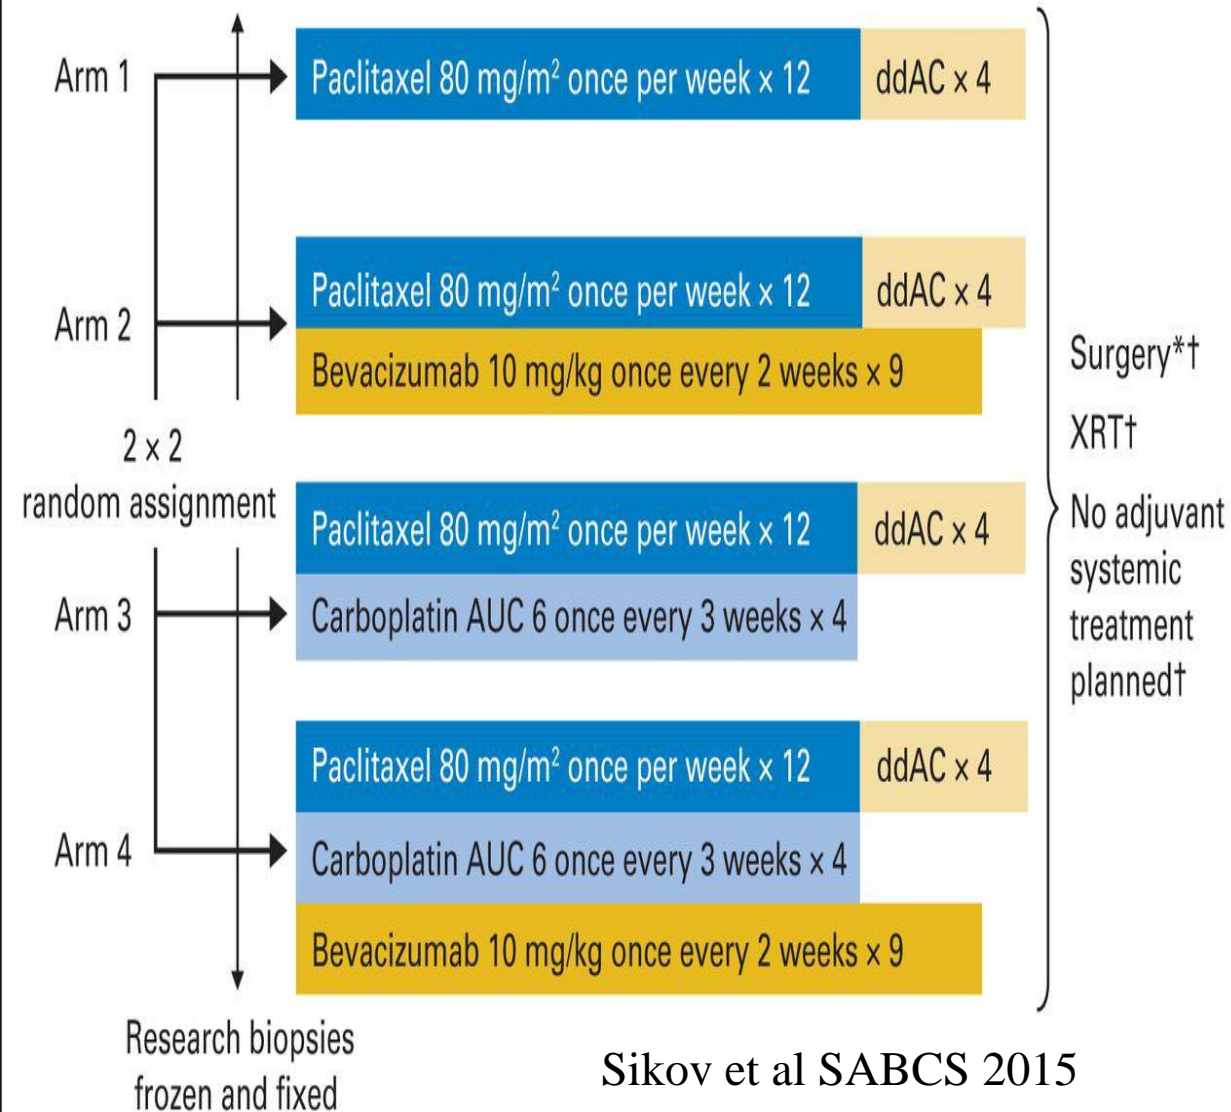 Arm 1
Paclitaxel 80 mg/m² once per week × 12
ddAC × 4
Arm 2
Paclitaxel 80 mg/m² once per week × 12
ddAC × 4
Bevacizumab 10 mg/kg once every 2 weeks × 9
2 × 2
random assignment
Arm 3
Paclitaxel 80 mg/m² once per week × 12
ddAC × 4
Carboplatin AUC 6 once every 3 weeks × 4
Arm 4
Paclitaxel 80 mg/m² once per week × 12
ddAC × 4
Carboplatin AUC 6 once every 3 weeks × 4
Bevacizumab 10 mg/kg once every 2 weeks × 9
Surgery*†
XRT†
No adjuvant
systemic
treatment
planned†
Research biopsies
frozen and fixed
Sikov et al SABCS 2015